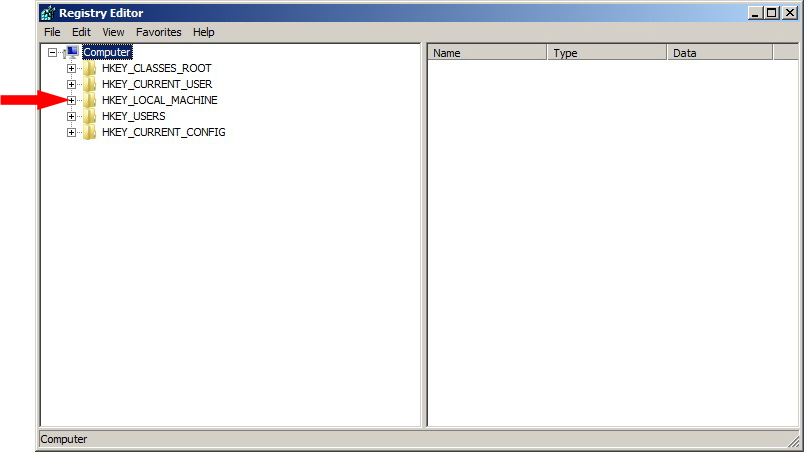 Registry Editor
File Edit View Favorites Help
Computer
HKEY_CLASSES_ROOT
HKEY_CURRENT_USER
HKEY_LOCAL_MACHINE
HKEY_USERS
HKEY_CURRENT_CONFIG
Name Type Data
Computer